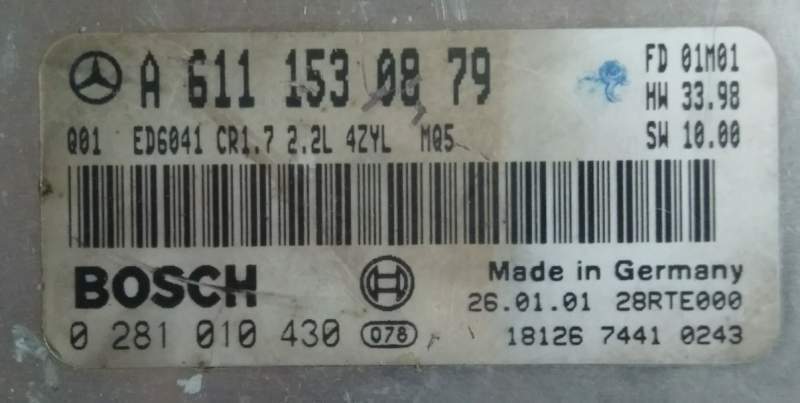 A 611 153 08 79 FD 01M01
HW 33.98
Q01 ED6041 CR1.7 2.2L 4ZYL MQ5 SW 10.00
BOSCH Made in Germany
26.01.01 28RTE000
0 281 010 430 078 18126 7441 0243